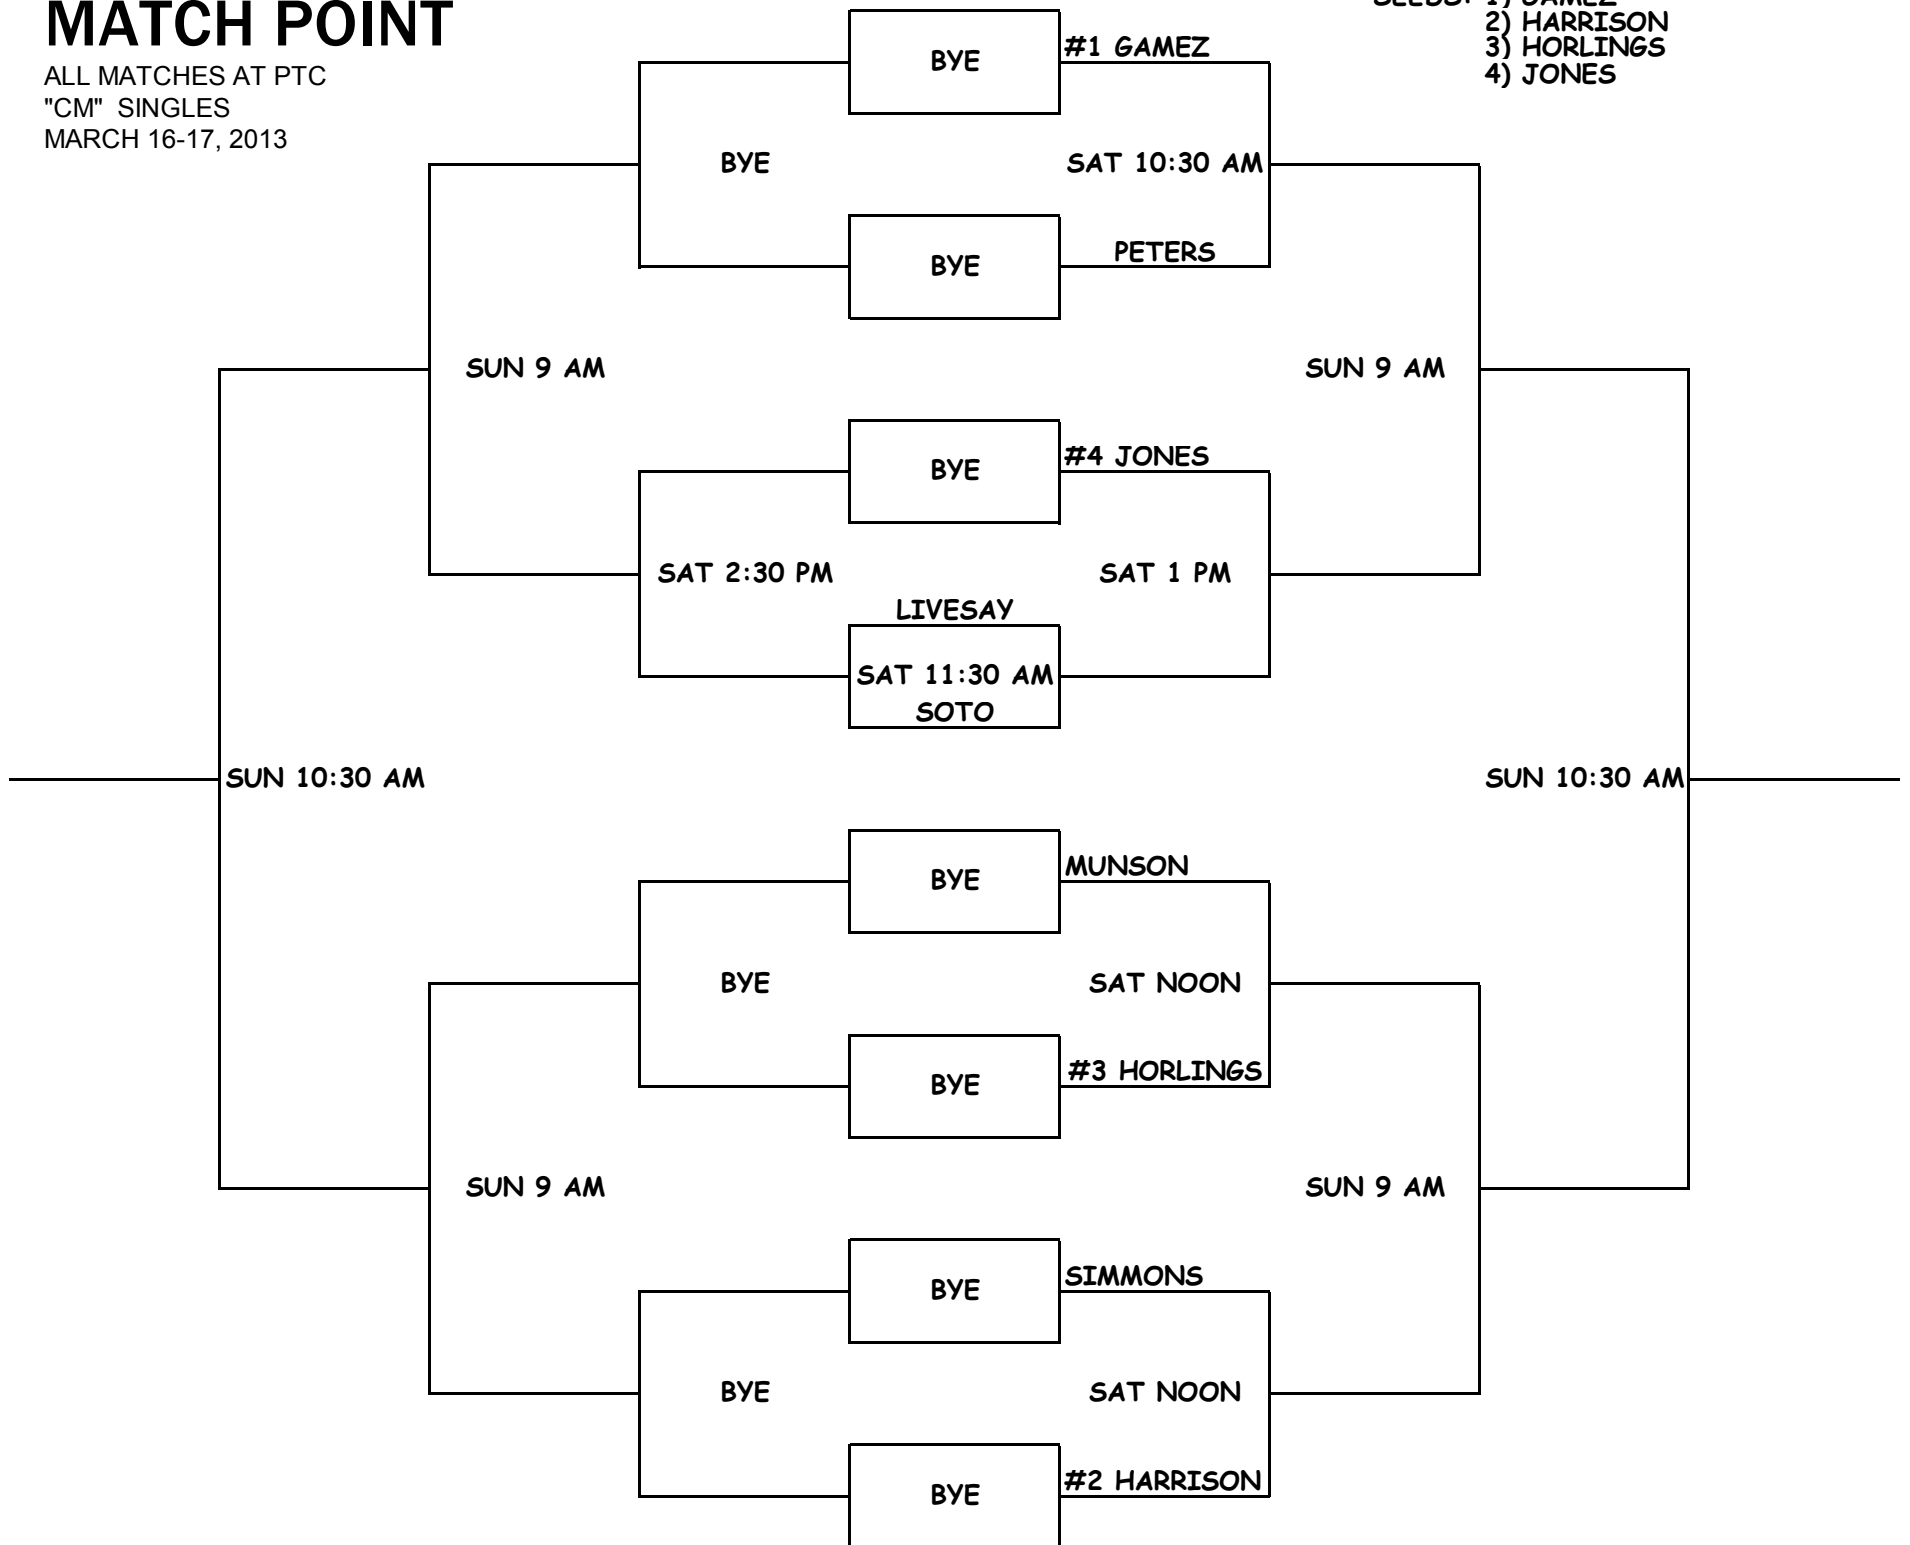 MATCH POINT
ALL MATCHES AT PTC
"CM" SINGLES
MARCH 16-17, 2013
SEEDS: 1) GAMEZ
2) HARRISON
3) HORLINGS
4) JONES
BYE
#1 GAMEZ
BYE
SAT 10:30 AM
BYE
PETERS
SUN 9 AM
SUN 9 AM
BYE
#4 JONES
SAT 2:30 PM
SAT 1 PM
LIVESAY
SAT 11:30 AM
SOTO
SUN 10:30 AM
SUN 10:30 AM
BYE
MUNSON
BYE
SAT NOON
BYE
#3 HORLINGS
SUN 9 AM
SUN 9 AM
BYE
SIMMONS
BYE
SAT NOON
BYE
#2 HARRISON